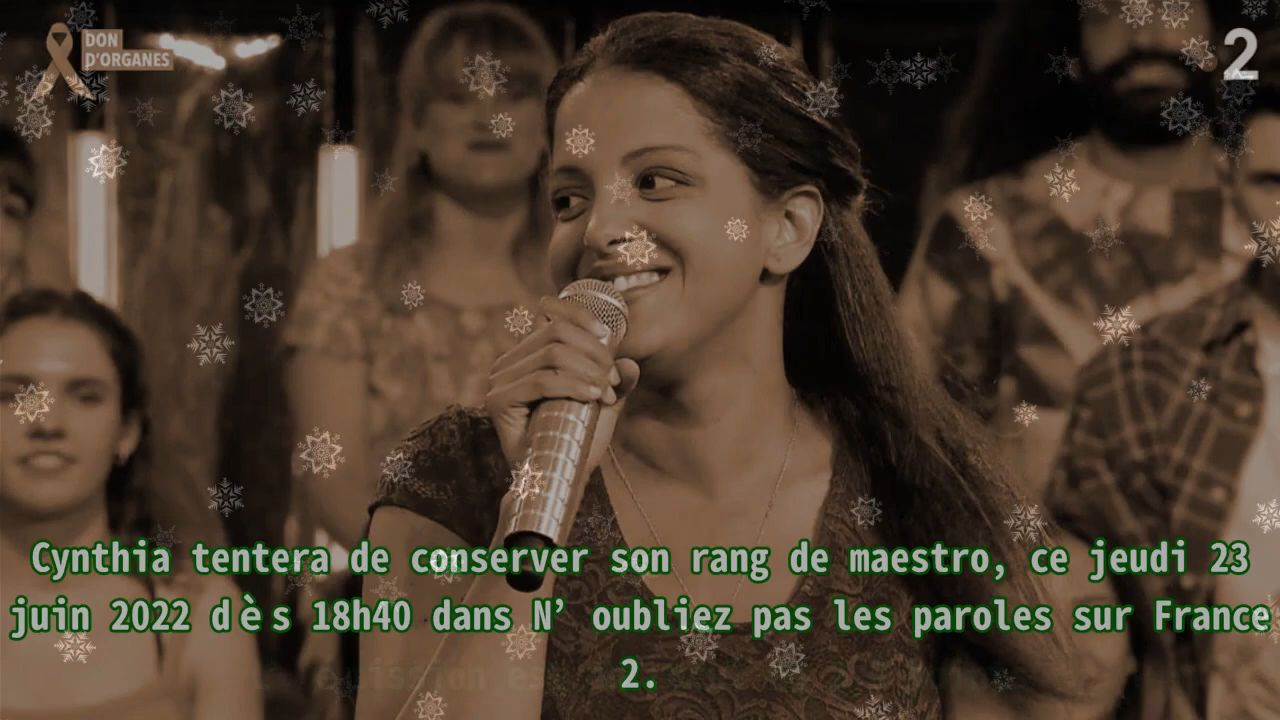 DON
D'ORGANES
2
Cynthia tentera de conserver son rang de maestro, ce jeudi 23
juin 2022 dès 18h40 dans N’ oubliez pas les paroles sur France
2.